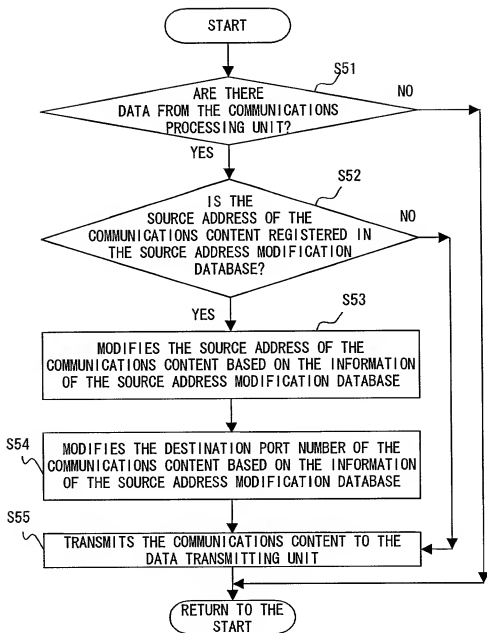 START
S51
ARE THERE
DATA FROM THE COMMUNICATIONS
PROCESSING UNIT?
NO
YES
S52
IS THE
SOURCE ADDRESS OF THE
COMMUNICATIONS CONTENT REGISTERED IN
THE SOURCE ADDRESS MODIFICATION
DATABASE?
NO
YES
S53
MODIFIES THE SOURCE ADDRESS OF THE
COMMUNICATIONS CONTENT BASED ON THE INFORMATION
OF THE SOURCE ADDRESS MODIFICATION DATABASE
S54
MODIFIES THE DESTINATION PORT NUMBER OF THE
COMMUNICATIONS CONTENT BASED ON THE INFORMATION
OF THE SOURCE ADDRESS MODIFICATION DATABASE
S55
TRANSMITS THE COMMUNICATIONS CONTENT TO THE
DATA TRANSMITTING UNIT
RETURN TO THE
START